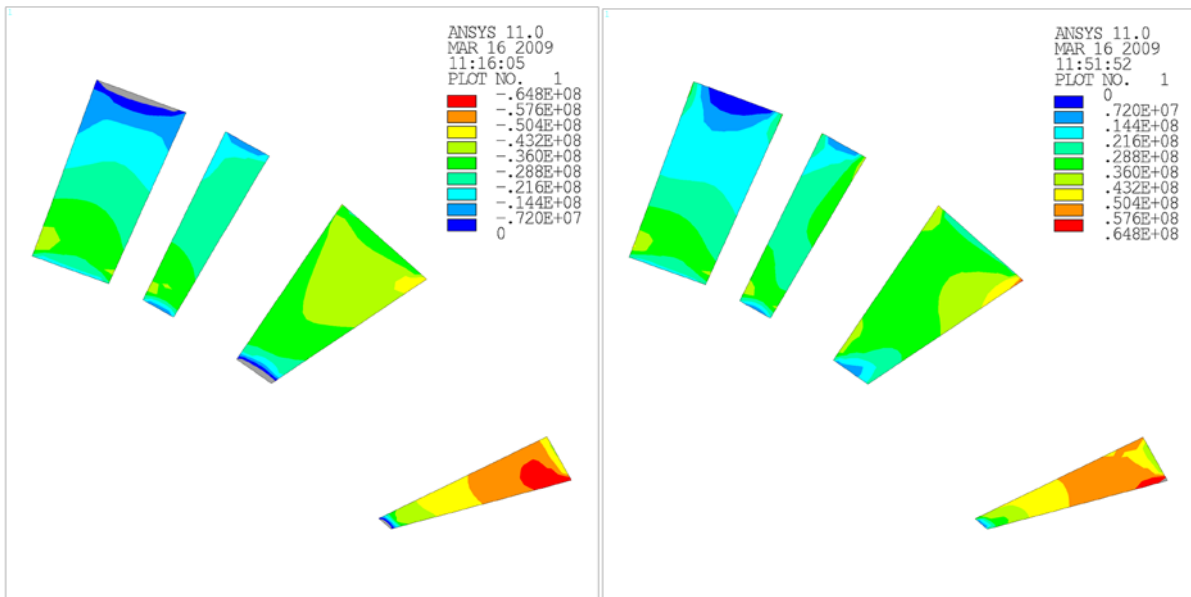 1
ANSYS 11.0
MAR 16 2009
11:16:05
PLOT NO. 1
-.648E+08
-.576E+08
-.504E+08
-.432E+08
-.360E+08
-.288E+08
-.216E+08
-.144E+08
-.720E+07
0
1
ANSYS 11.0
MAR 16 2009
11:51:52
PLOT NO. 1
0
.720E+07
.144E+08
.216E+08
.288E+08
.360E+08
.432E+08
.504E+08
.576E+08
.648E+08